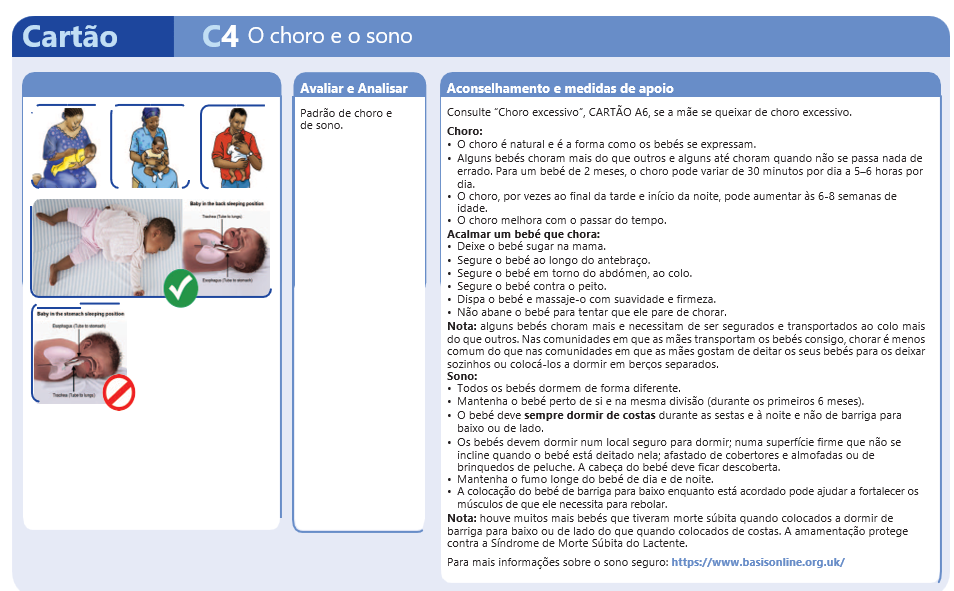 Cartão
C4 O choro e o sono
Baby in the back sleeping position
Trachea (Tube to lungs)
Esophagus (Tube to stomach)
Baby in the stomach sleeping position
Esophagus (Tube to stomach)
Trachea (Tube to lungs)
Avaliar e Analisar
Padrão de choro e
de sono.
Aconselhamento e medidas de apoio
Consulte “Choro excessivo”, CARTÃO A6, se a mãe se queixar de choro excessivo.
Choro:
• O choro é natural e é a forma como os bebés se expressam.
• Alguns bebés choram mais do que outros e alguns até choram quando não se passa nada de
errado. Para um bebé de 2 meses, o choro pode variar de 30 minutos por dia a 5–6 horas por
dia.
• O choro, por vezes ao final da tarde e início da noite, pode aumentar às 6-8 semanas de
idade.
• O choro melhora com o passar do tempo.
Acalmar um bebé que chora:
• Deixe o bebé sugar na mama.
• Segure o bebé ao longo do antebraço.
• Segure o bebé em torno do abdómen, ao colo.
• Segure o bebé contra o peito.
• Dispa o bebé e massaje-o com suavidade e firmeza.
• Não abane o bebé para tentar que ele pare de chorar.
Nota: alguns bebés choram mais e necessitam de ser segurados e transportados ao colo mais
do que outros. Nas comunidades em que as mães transportam os bebés consigo, chorar é menos
comum do que nas comunidades em que as mães gostam de deitar os seus bebés para os deixar
sozinhos ou colocá-los a dormir em berços separados.
Sono:
• Todos os bebés dormem de forma diferente.
• Mantenha o bebé perto de si e na mesma divisão (durante os primeiros 6 meses).
• O bebé deve sempre dormir de costas durante as sestas e à noite e não de barriga para
baixo ou de lado.
• Os bebés devem dormir num local seguro para dormir; numa superfície firme que não se
incline quando o bebé está deitado nela; afastado de cobertores e almofadas ou de
brinquedos de peluche. A cabeça do bebé deve ficar descoberta.
• Mantenha o fumo longe do bebé de dia e de noite.
• A colocação do bebé de barriga para baixo enquanto está acordado pode ajudar a fortalecer os
músculos de que ele necessita para rebolar.
Nota: houve muitos mais bebés que tiveram morte súbita quando colocados a dormir de
barriga para baixo ou de lado do que quando colocados de costas. A amamentação protege
contra a Síndrome de Morte Súbita do Lactente.
Para mais informações sobre o sono seguro: https://www.basisonline.org.uk/